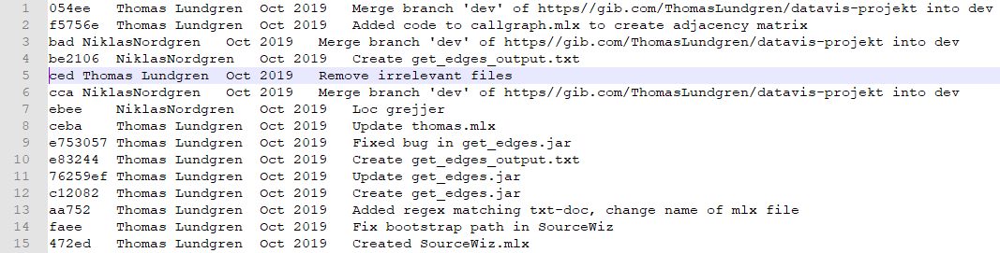 1 054ee Thomas Lundgren Oct 2019 Merge branch 'dev' of https//gib.com/ThomasLundgren/datavis-projekt into dev
2 f5756e Thomas Lundgren Oct 2019 Added code to callgraph.mlx to create adjacency matrix
3 bad NiklasNordgren Oct 2019 Merge branch 'dev' of https//gib.com/ThomasLundgren/datavis-projekt into dev
4 be2106 NiklasNordgren Oct 2019 Create get_edges_output.txt
5 ced Thomas Lundgren Oct 2019 Remove irrelevant files
6 cca NiklasNordgren Oct 2019 Merge branch 'dev' of https//gib.com/ThomasLundgren/datavis-projekt into dev
7 ebee NiklasNordgren Oct 2019 Loc grejjer
8 ceba Thomas Lundgren Oct 2019 Update thomas.mlx
9 e753057 Thomas Lundgren Oct 2019 Fixed bug in get_edges.jar
10 e83244 Thomas Lundgren Oct 2019 Create get_edges_output.txt
11 76259ef Thomas Lundgren Oct 2019 Update get_edges.jar
12 c12082 Thomas Lundgren Oct 2019 Create get_edges.jar
13 aa752 Thomas Lundgren Oct 2019 Added regex matching txt-doc, change name of mlx file
14 faee Thomas Lundgren Oct 2019 Fix bootstrap path in SourceWiz
15 472ed Thomas Lundgren Oct 2019 Created SourceWiz.mlx